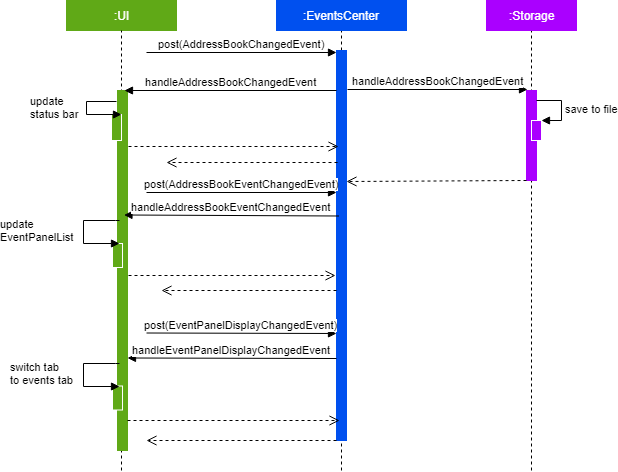 :UI
:EventsCenter
:Storage
post(AddressBookChangedEvent)
handleAddressBookChangedEvent
handleAddressBookChangedEvent
update
status bar
save to file
post(AddressBookEventChangedEvent)
handleAddressBookEventChangedEvent
update
EventPanelList
post(EventPanelDisplayChangedEvent)
handleEventPanelDisplayChangedEvent
switch tab
to events tab